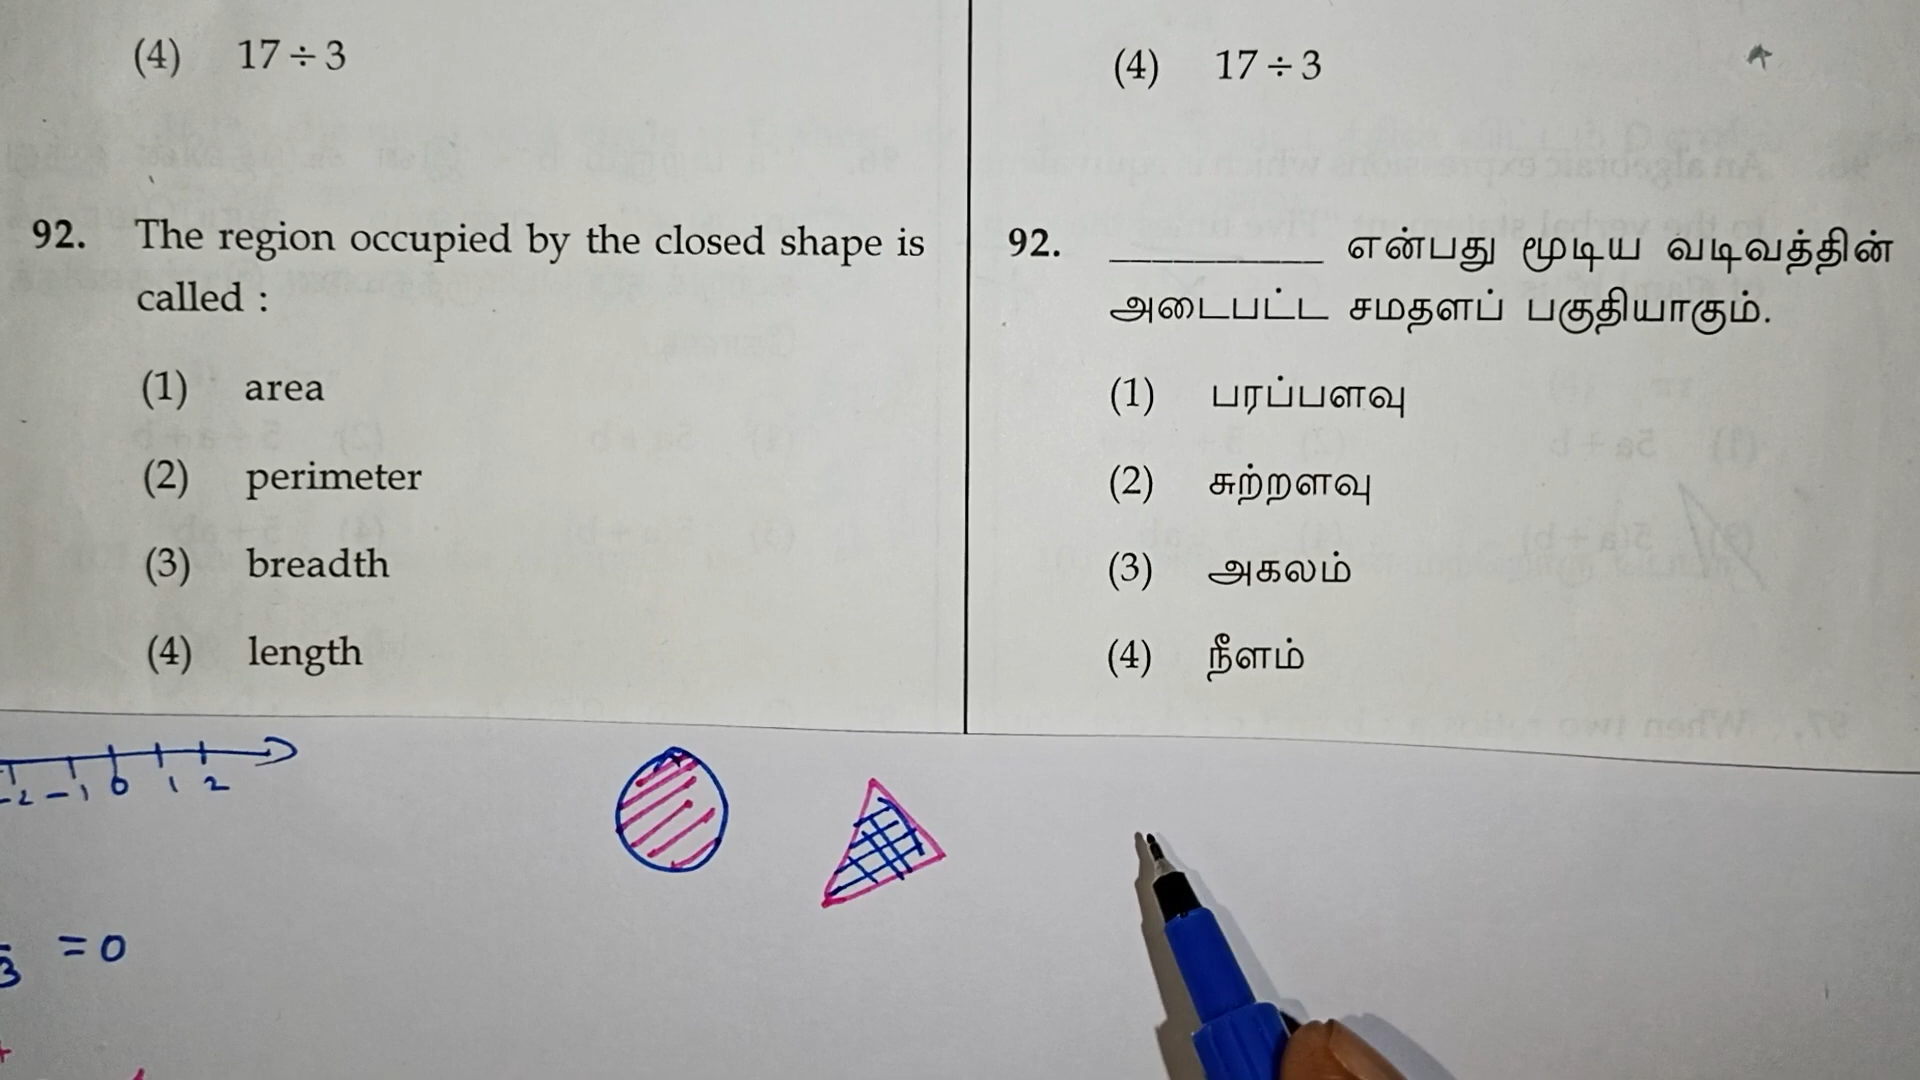 (4) 17 ÷ 3
92. The region occupied by the closed shape is
called :
(1) area
(2) perimeter
(3) breadth
(4) length
(4) 17 ÷ 3
92. __________ என்பது மூடிய வடிவத்தின்
அடைபட்ட சமதளப் பகுதியாகும்.
(1) பரப்பளவு
(2) சுற்றளவு
(3) அகலம்
(4) நீளம்
-2 -1 0 1 2
3 = 0